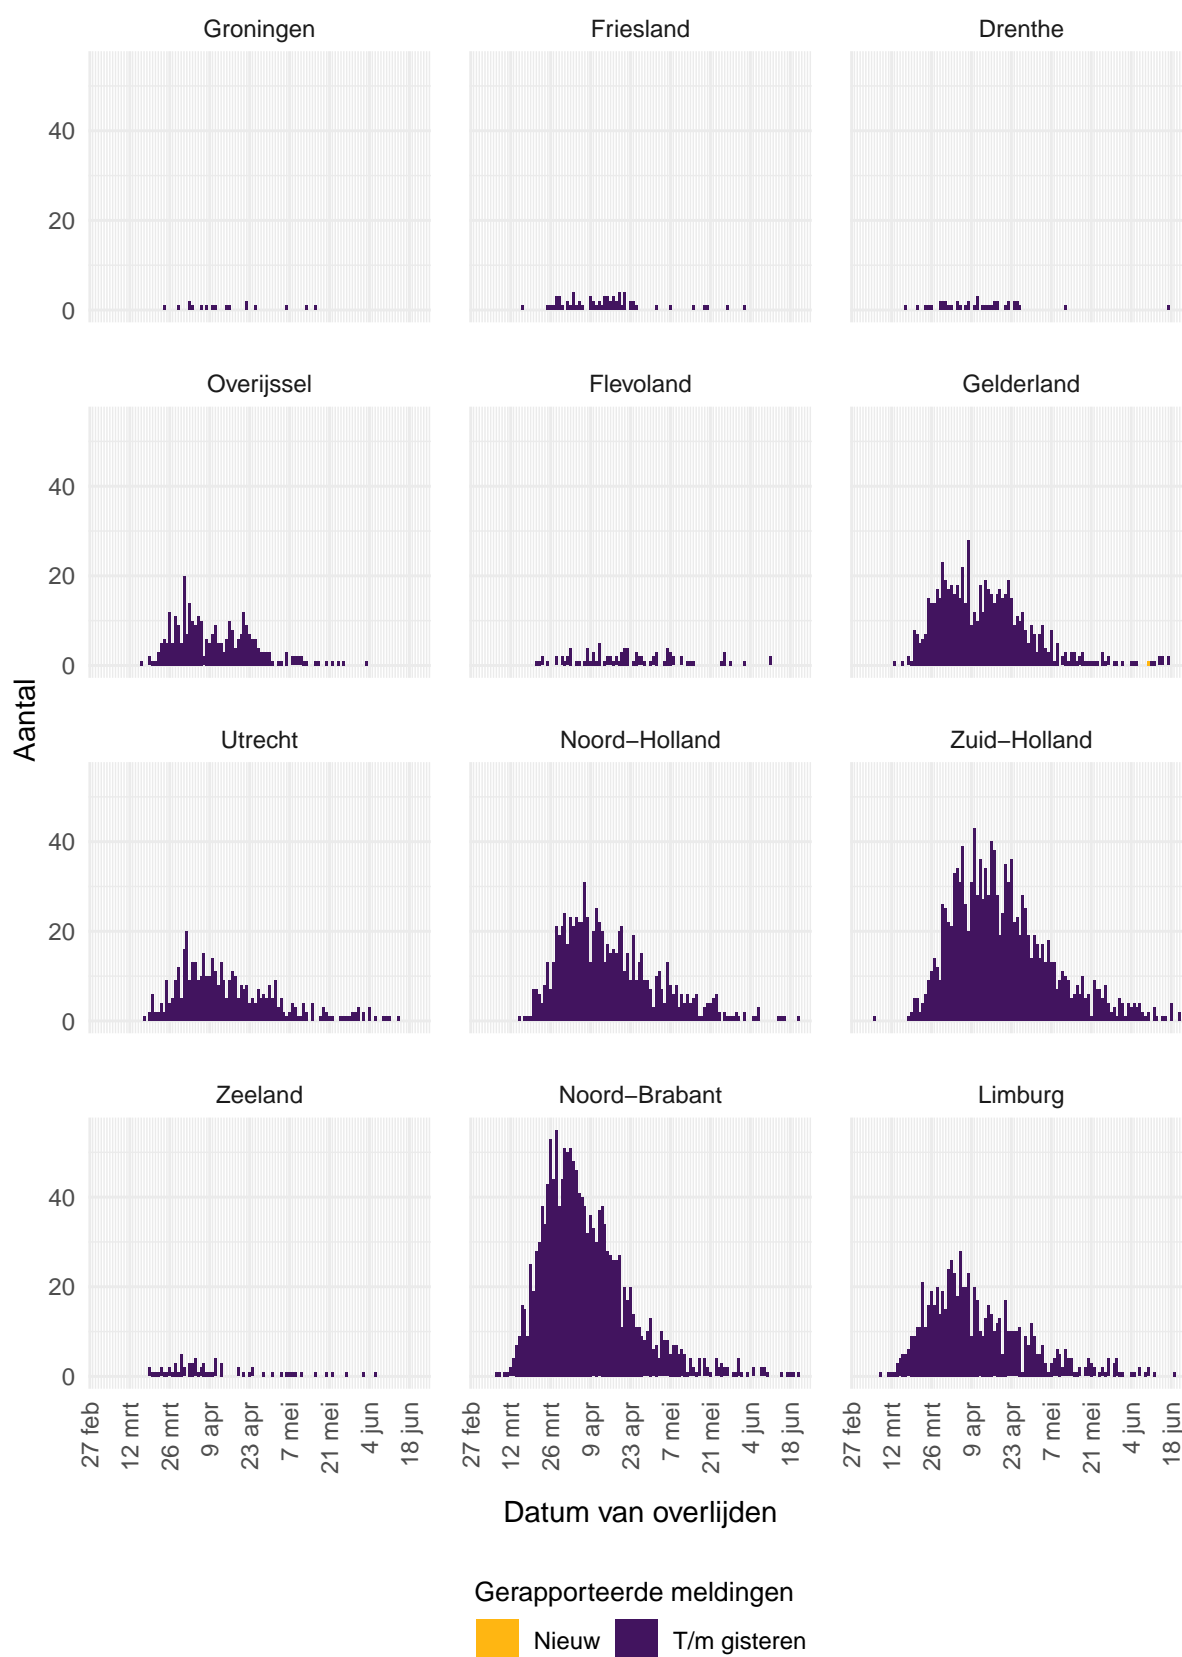 Groningen Friesland Drenthe
40
20
0
Overijssel Flevoland Gelderland
40
20
0
Aantal
Utrecht Noord−Holland Zuid−Holland
40
20
0
Zeeland Noord−Brabant Limburg
40
20
0
27 feb 12 mrt 26 mrt 9 apr 23 apr 7 mei 21 mei 4 jun 18 jun 27 feb 12 mrt 26 mrt 9 apr 23 apr 7 mei 21 mei 4 jun 18 jun 27 feb 12 mrt 26 mrt 9 apr 23 apr 7 mei 21 mei 4 jun 18 jun
Datum van overlijden
Gerapporteerde meldingen
Nieuw T/m gisteren